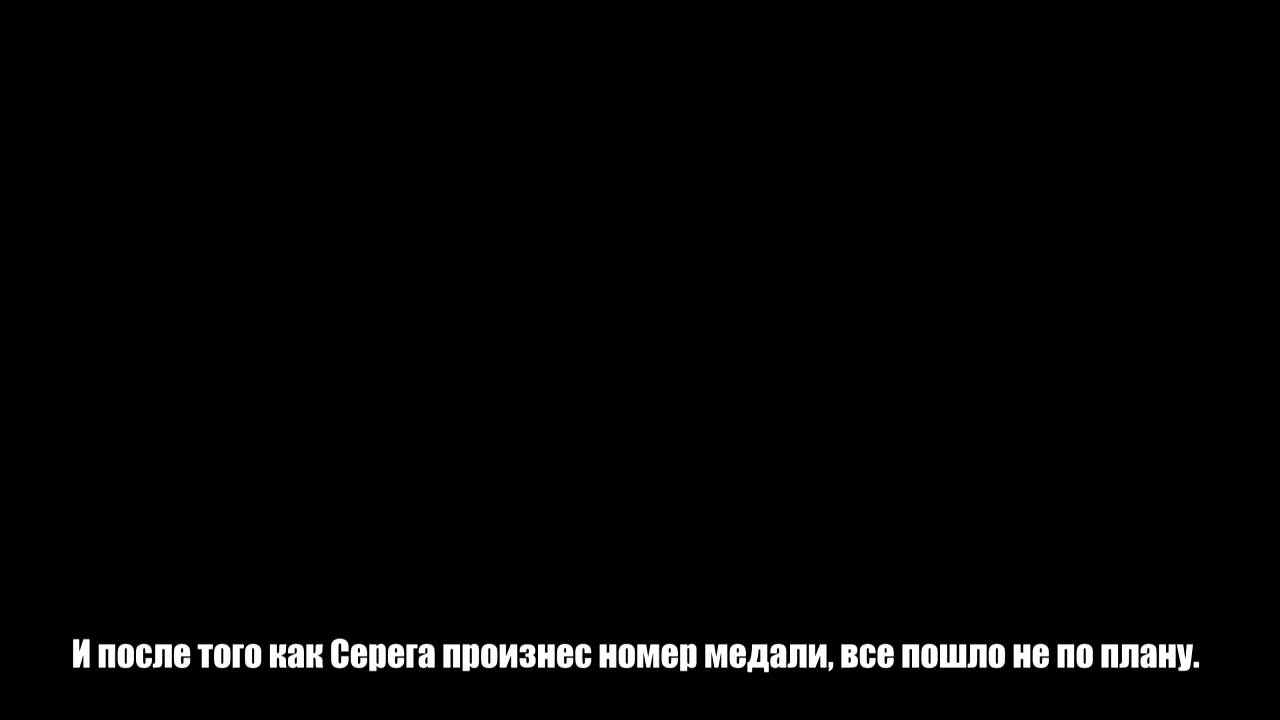 И после того как Серега произнес номер медали, все пошло не по плану.